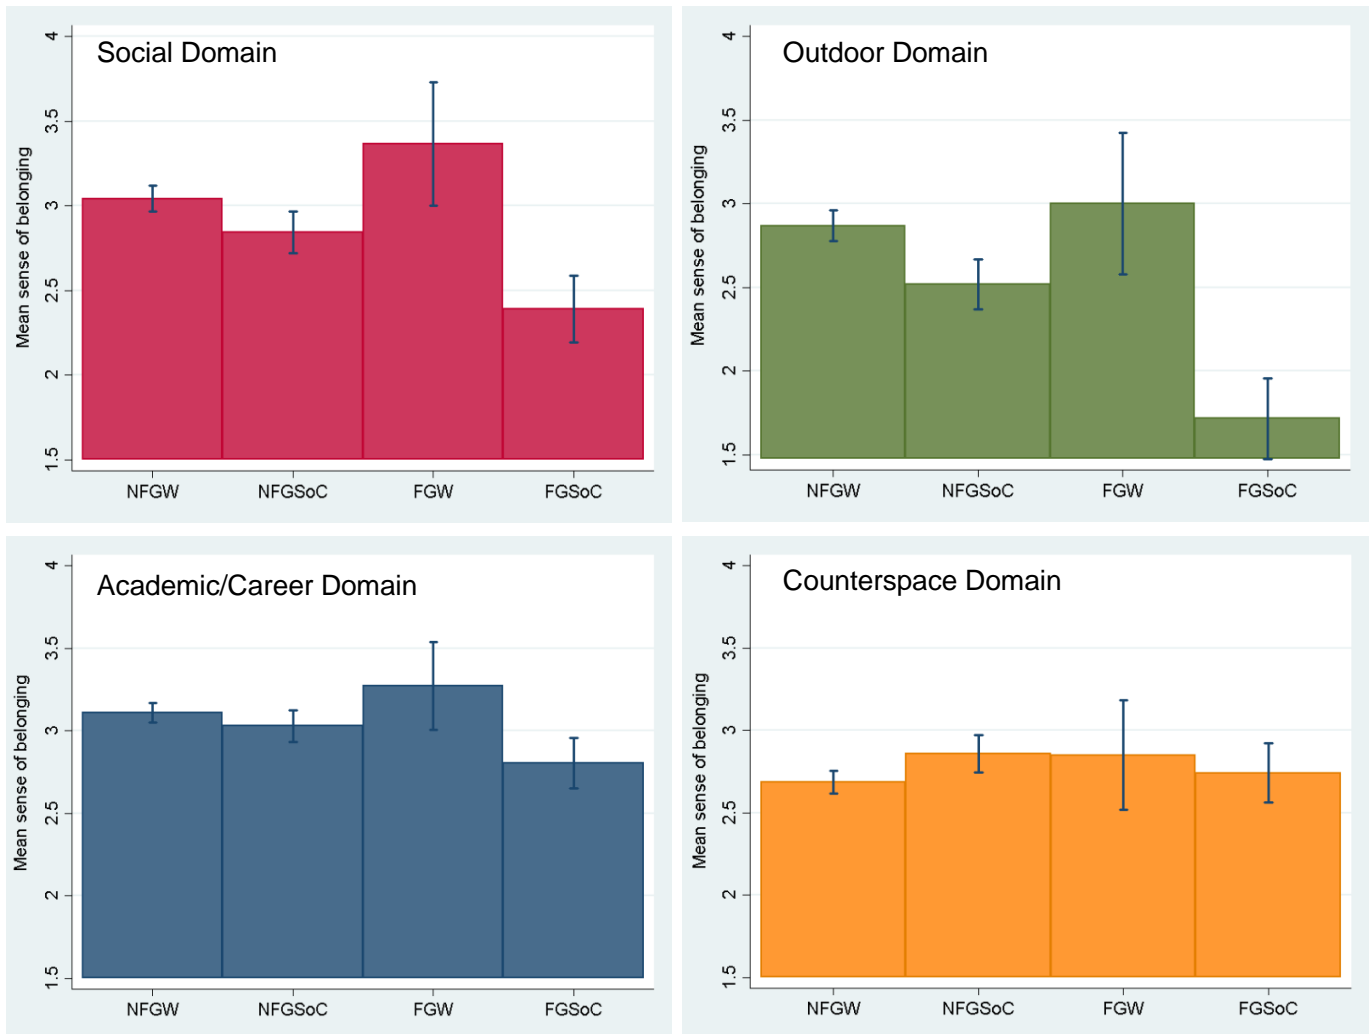 Social Domain
Mean sense of belonging
4
3.5
3
2.5
2
1.5
NFGW NFGSoC FGW FGSoC
Outdoor Domain
Mean sense of belonging
4
3.5
3
2.5
2
1.5
NFGW NFGSoC FGW FGSoC
Academic/Career Domain
Mean sense of belonging
4
3.5
3
2.5
2
1.5
NFGW NFGSoC FGW FGSoC
Counterspace Domain
Mean sense of belonging
4
3.5
3
2.5
2
1.5
NFGW NFGSoC FGW FGSoC